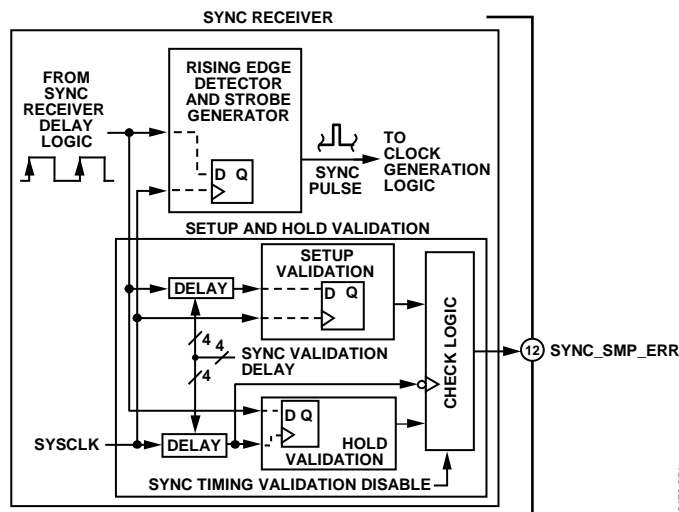 SYNC RECEIVER
FROM
SYNC
RECEIVER
DELAY
LOGIC
RISING EDGE
DETECTOR
AND STROBE
GENERATOR
D Q
SYNC
PULSE
TO
CLOCK
GENERATION
LOGIC
SETUP AND HOLD VALIDATION
DELAY
SETUP
VALIDATION
D Q
4
4
4
SYNC VALIDATION
DELAY
CHECK LOGIC
12 SYNC_SMP_ERR
SYSCLK
DELAY
D Q
HOLD
VALIDATION
SYNC TIMING VALIDATION DISABLE